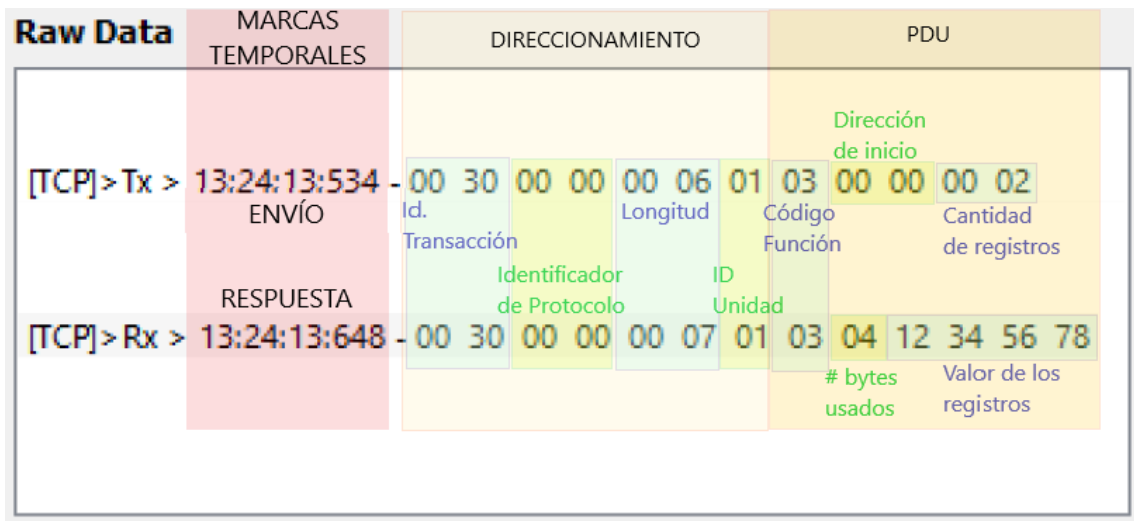 Raw Data
MARCAS
TEMPORALES
DIRECCIONAMIENTO
PDU
Dirección
de inicio
[TCP]>Tx > 13:24:13:534 - 00 30 00 00 00 06 01 03 00 00 00 02
ENVÍO
Id.
Transacción
Longitud
Código
Función
Cantidad
de registros
Identificador
de Protocolo
ID
Unidad
RESPUESTA
[TCP]>Rx > 13:24:13:648 - 00 30 00 00 00 07 01 03 04 12 34 56 78
# bytes
usados
Valor de los
registros